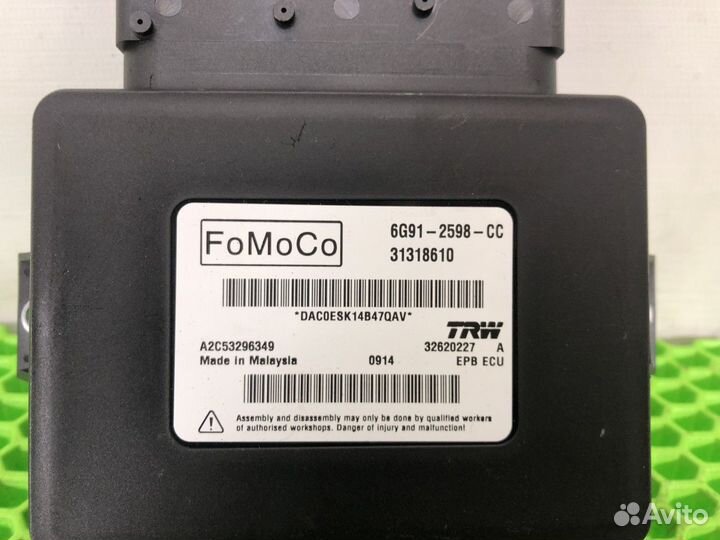 FoMoCo
6G91-2598-CC
31318610
*DAC0ESK14B47QAV*
TRW
A2C53296349
32620227 A
Made in Malaysia 0914 EPB ECU
Assembly and disassembly may only be done by qualified workers
of authorised workshops. Danger of injury and malfunction!
Avito